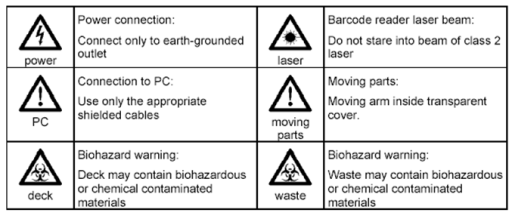 power
Power connection:
Connect only to earth-grounded
outlet
laser
Barcode reader laser beam:
Do not stare into beam of class 2
laser
PC
Connection to PC:
Use only the appropriate
shielded cables
moving
parts
Moving parts:
Moving arm inside transparent
cover.
deck
Biohazard warning:
Deck may contain biohazardous
or chemical contaminated
materials
waste
Biohazard warning:
Waste may contain biohazardous
or chemical contaminated
materials